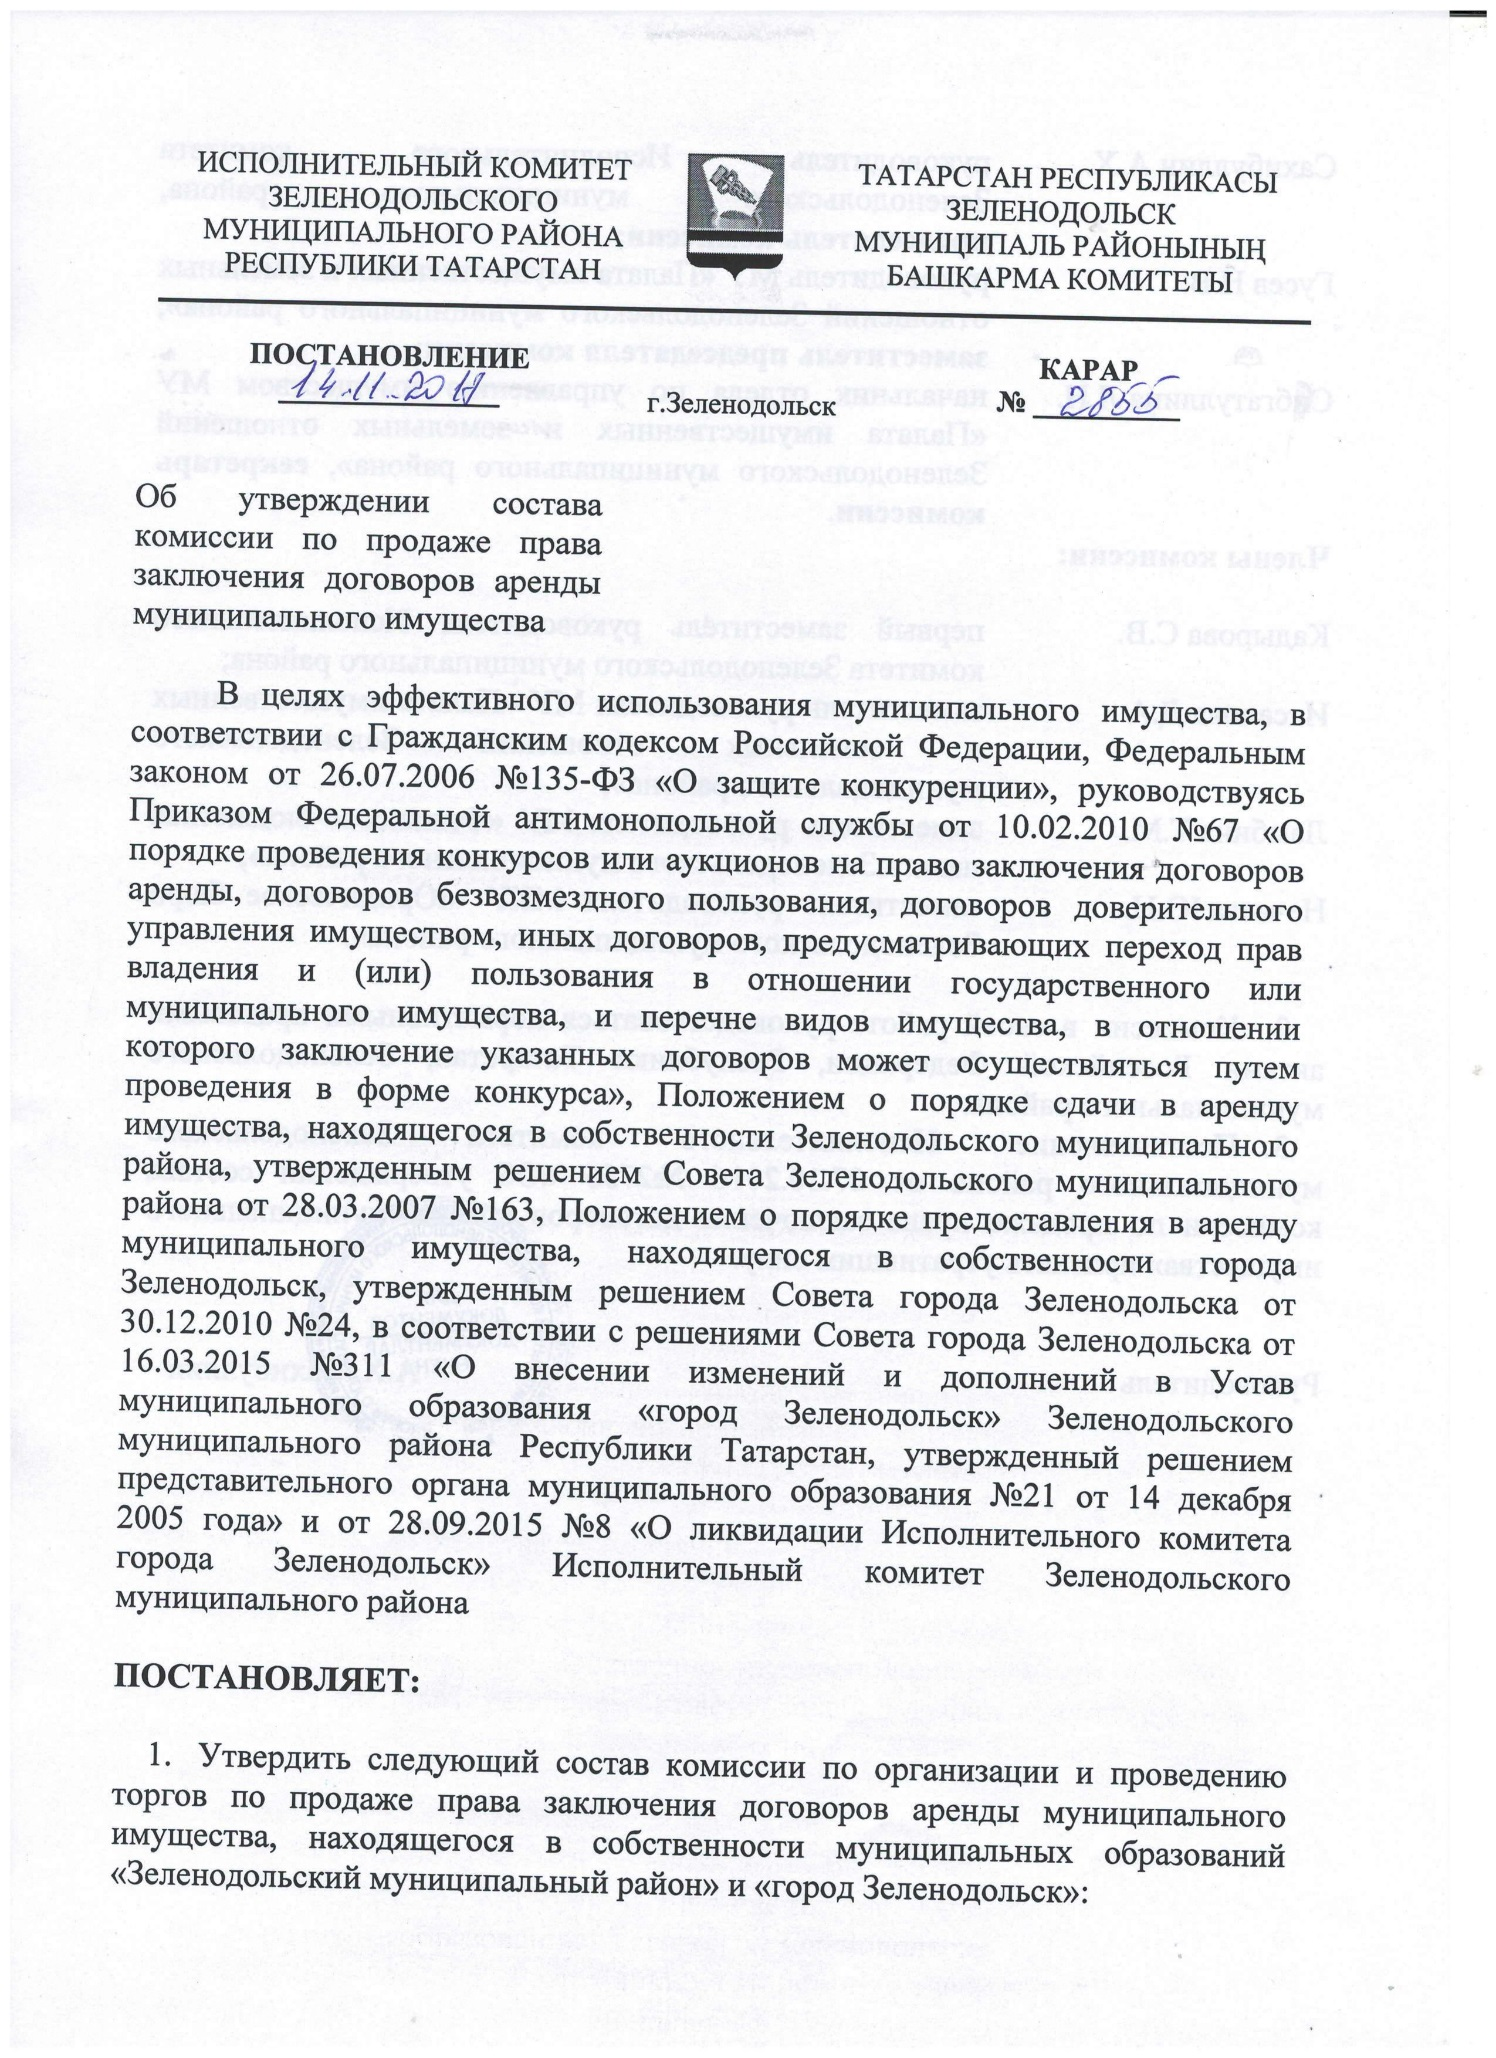 ИСПОЛНИТЕЛЬНЫЙ КОМИТЕТ
ЗЕЛЕНОДОЛЬСКОГО
МУНИЦИПАЛЬНОГО РАЙОНА
РЕСПУБЛИКИ ТАТАРСТАН
ТАТАРСТАН РЕСПУБЛИКАСЫ
ЗЕЛЕНОДОЛЬСК
МУНИЦИПАЛЬ РАЙОНЫНЫҢ
БАШКАРМА КОМИТЕТЫ
ПОСТАНОВЛЕНИЕ
КАРАР
г.Зеленодольск
№ 2855
Об утверждении состава
комиссии по продаже права
заключения договоров аренды
муниципального имущества
В целях эффективного использования муниципального имущества, в
соответствии с Гражданским кодексом Российской Федерации, Федеральным
законом от 26.07.2006 №135-ФЗ «О защите конкуренции», руководствуясь
Приказом Федеральной антимонопольной службы от 10.02.2010 №67 «О
порядке проведения конкурсов или аукционов на право заключения договоров
аренды, договоров безвозмездного пользования, договоров доверительного
управления имуществом, иных договоров, предусматривающих переход прав
владения и (или) пользования в отношении государственного или
муниципального имущества, и перечне видов имущества, в отношении
которого заключение указанных договоров может осуществляться путем
проведения в форме конкурса», Положением о порядке сдачи в аренду
имущества, находящегося в собственности Зеленодольского муниципального
района, утвержденным решением Совета Зеленодольского муниципального
района от 28.03.2007 №163, Положением о порядке предоставления в аренду
муниципального имущества, находящегося в собственности города
Зеленодольск, утвержденным решением Совета города Зеленодольска от
30.12.2010 №24, в соответствии с решениями Совета города Зеленодольска от
16.03.2015 №311 «О внесении изменений и дополнений в Устав
муниципального образования «город Зеленодольск» Зеленодольского
муниципального района Республики Татарстан, утвержденный решением
представительного органа муниципального образования №21 от 14 декабря
2005 года» и от 28.09.2015 №8 «О ликвидации Исполнительного комитета
города Зеленодольск» Исполнительный комитет Зеленодольского
муниципального района
ПОСТАНОВЛЯЕТ:
1. Утвердить следующий состав комиссии по организации и проведению
торгов по продаже права заключения договоров аренды муниципального
имущества, находящегося в собственности муниципальных образований
«Зеленодольский муниципальный район» и «город Зеленодольск»: